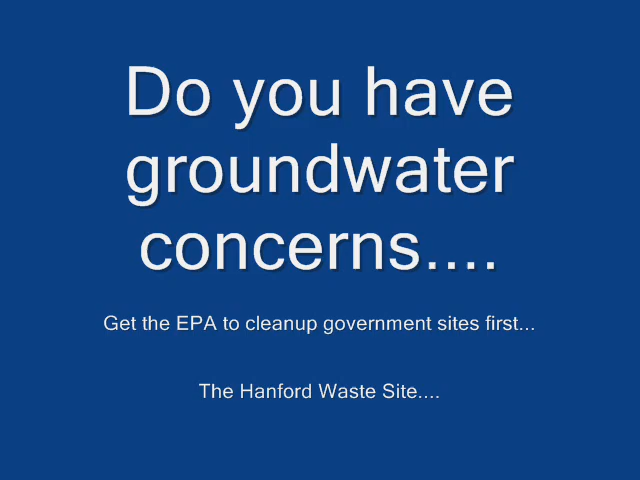 Do you have
groundwater
concerns....
Get the EPA to cleanup government sites first...
The Hanford Waste Site....